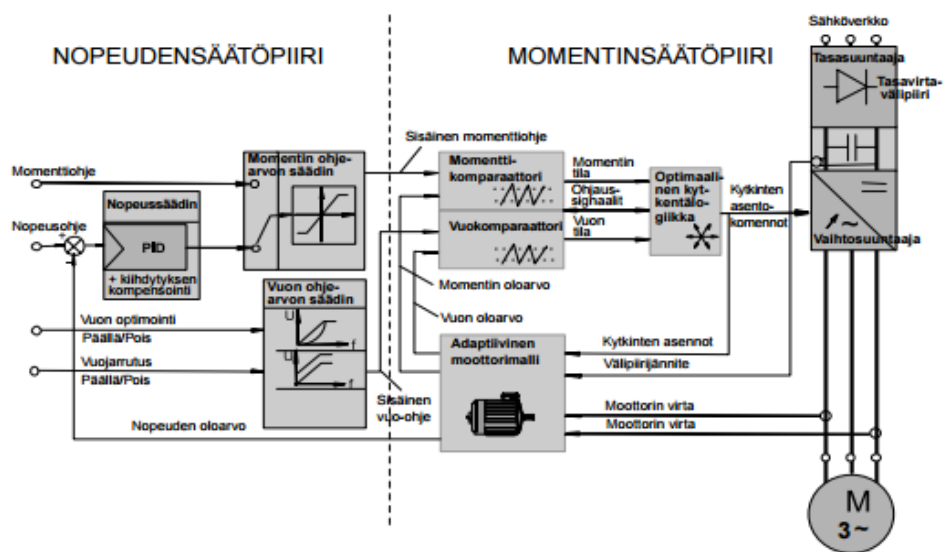 NOPEUDENSÄÄTÖPIIRI
MOMENTINSÄÄTÖPIIRI
Sähköverkko
Tasasuuntaaja
Tasavirta-
välipiiri
Vaihtosuuntaaja
Momenttiohje
Nopeusohje
+
-
Nopeussäädin
PID
+ kiihdytyksen
kompensointi
Momentin ohje-
arvon säädin
Vuon ohje-
arvon säädin
U
f
U
f
Vuon optimointi
Päällä/Pois
Vuojarrutus
Päällä/Pois
Nopeuden oloarvo
Sisäinen
vuo-ohje
Sisäinen momenttiohje
Momentti-
komparaattori
Vuokomparaattori
Momentin
tila
Ohjaus-
signaalit
Vuon
tila
Optimaali-
nen kyt-
kentälo-
giikka
Kytkinten
asento-
komennot
Momentin oloarvo
Vuon oloarvo
Adaptiivinen
moottorimalli
Kytkinten asennot
Välipiirijännite
Moottorin virta
Moottorin virta
M
3 ~